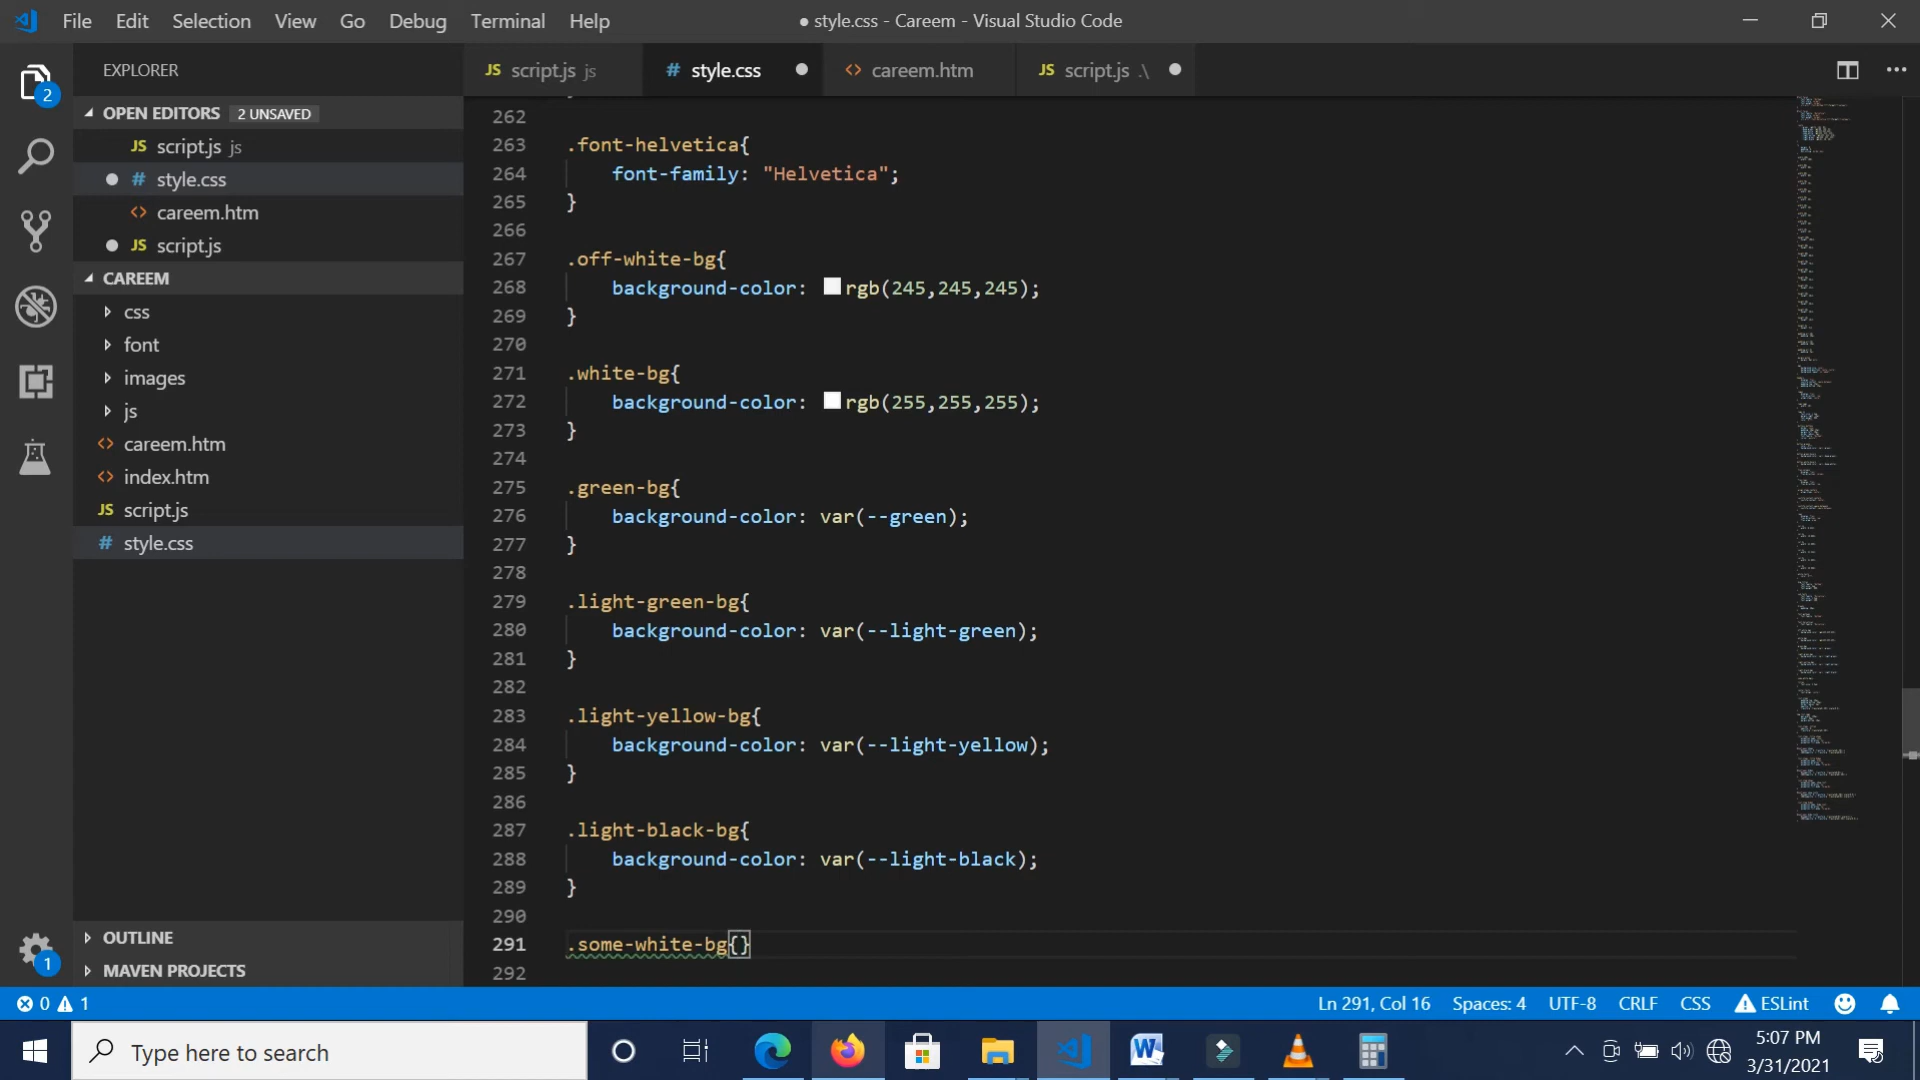 File Edit Selection View Go Debug Terminal Help
● style.css - Careem - Visual Studio Code
EXPLORER
JS script.js js
# style.css
<> careem.htm
JS script.js .\
2
OPEN EDITORS 2 UNSAVED
JS script.js js
# style.css
<> careem.htm
JS script.js
CAREEM
css
font
images
js
<> careem.htm
<> index.htm
JS script.js
# style.css
OUTLINE
MAVEN PROJECTS
1
262
263 .font-helvetica{
264 font-family: "Helvetica";
265 }
266
267 .off-white-bg{
268 background-color: rgb(245,245,245);
269 }
270
271 .white-bg{
272 background-color: rgb(255,255,255);
273 }
274
275 .green-bg{
276 background-color: var(--green);
277 }
278
279 .light-green-bg{
280 background-color: var(--light-green);
281 }
282
283 .light-yellow-bg{
284 background-color: var(--light-yellow);
285 }
286
287 .light-black-bg{
288 background-color: var(--light-black);
289 }
290
291 .some-white-bg{}
292
0 1
Ln 291, Col 16 Spaces: 4 UTF-8 CRLF CSS ESLint
Type here to search
5:07 PM
3/31/2021